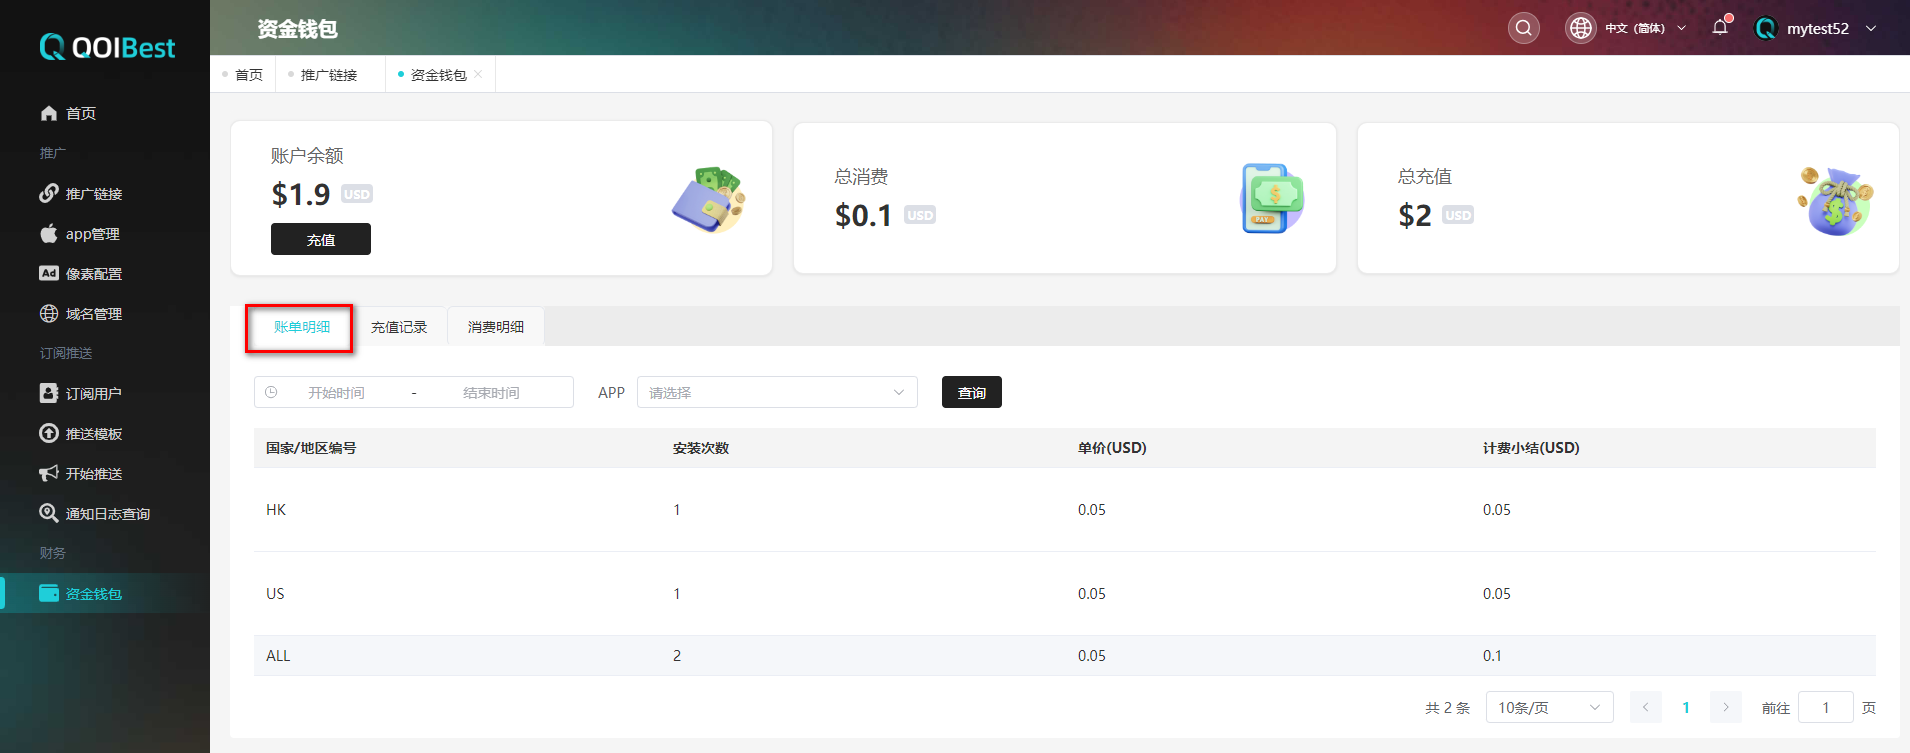 QOIBest
资金钱包
中文 (简体)
mytest52
首页
推广链接
资金钱包
首页
推广
推广链接
app管理
Ad 像素配置
域名管理
订阅推送
订阅用户
推送模板
开始推送
通知日志查询
财务
资金钱包
账户余额
$1.9 USD
充值
总消费
$0.1 USD
PAY
总充值
$2 USD
账单明细 充值记录 消费明细
开始时间 - 结束时间 APP 请选择 查询
国家/地区编号 安装次数 单价(USD) 计费小结(USD)
HK 1 0.05 0.05
US 1 0.05 0.05
ALL 2 0.05 0.1
共 2 条 10条/页 1 前往 1 页